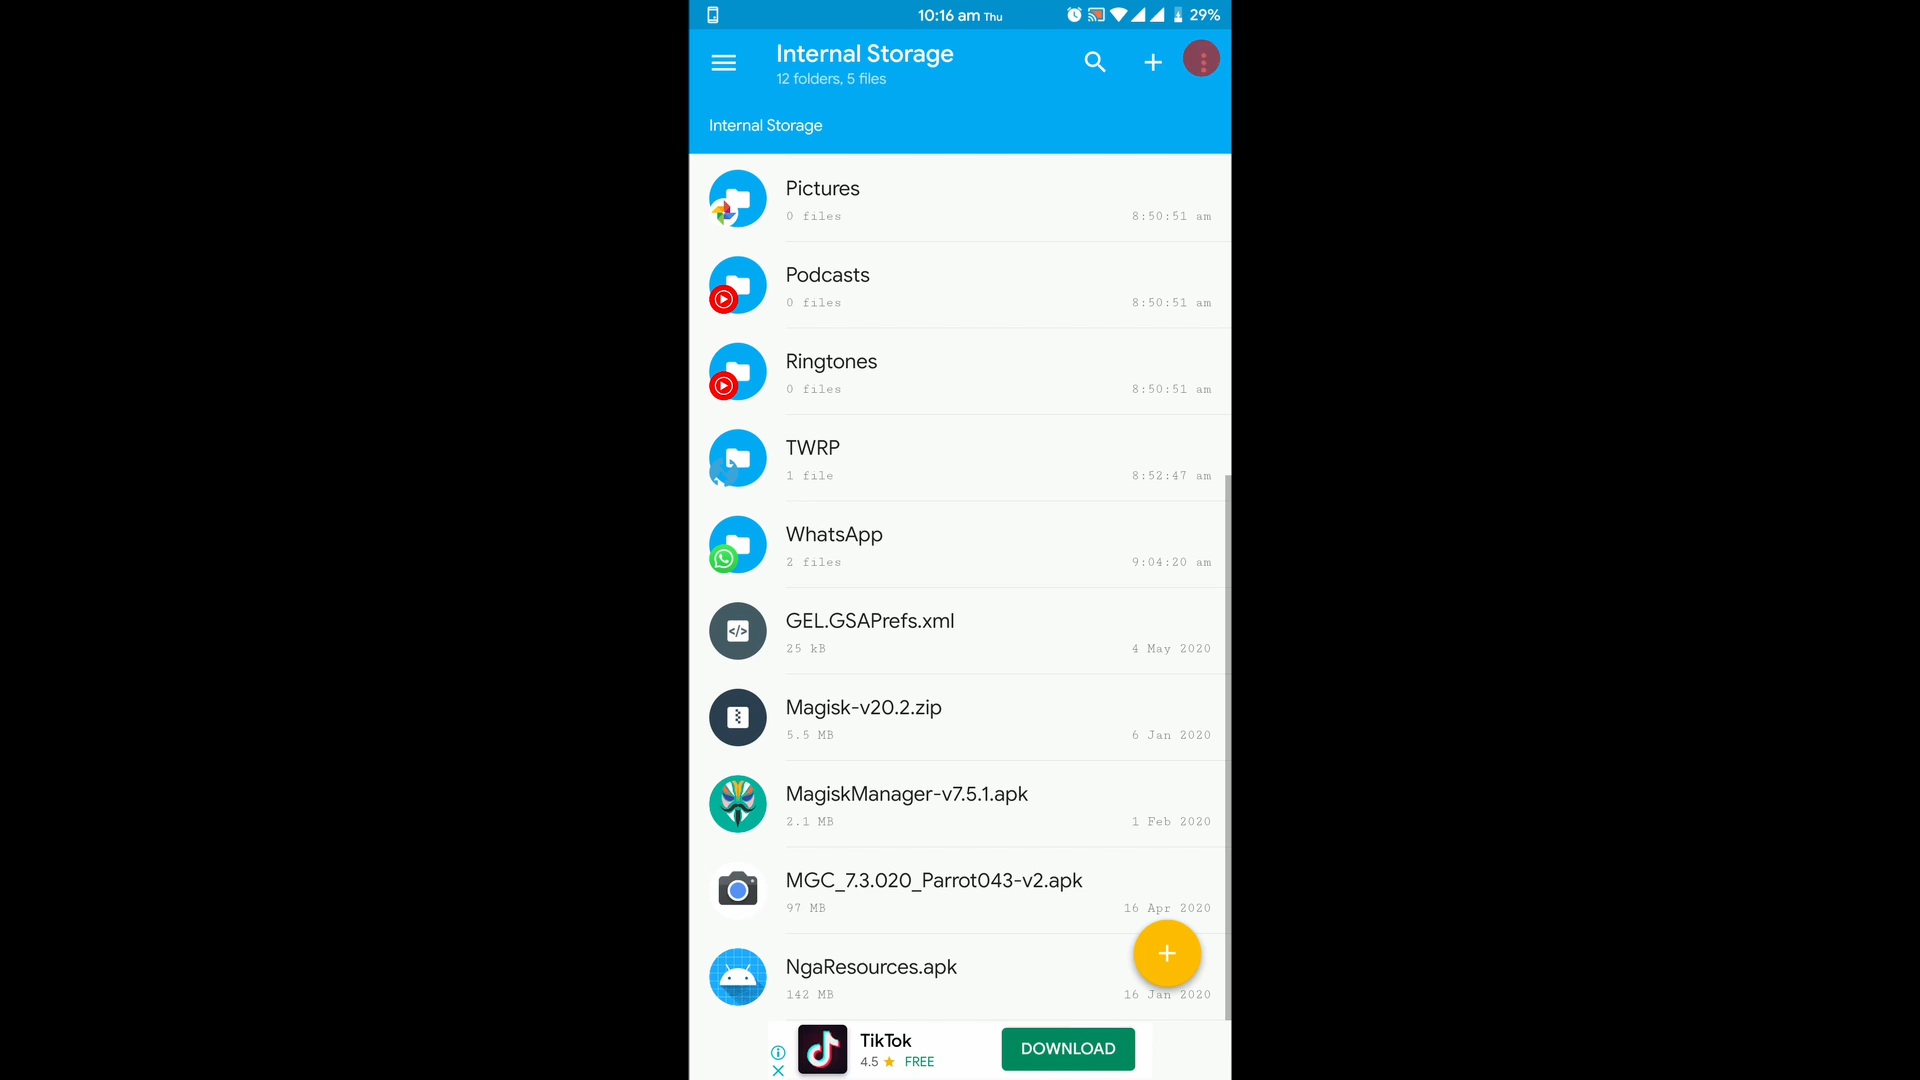 10:16 am Thu
29%
Internal Storage
12 folders, 5 files
Internal Storage
Pictures
0 files 8:50:51 am
Podcasts
0 files 8:50:51 am
Ringtones
0 files 8:50:51 am
TWRP
1 file 8:52:47 am
WhatsApp
2 files 9:04:20 am
GEL.GSAPrefs.xml
25 kB 4 May 2020
Magisk-v20.2.zip
5.5 MB 6 Jan 2020
MagiskManager-v7.5.1.apk
2.1 MB 1 Feb 2020
MGC_7.3.020_Parrot043-v2.apk
97 MB 16 Apr 2020
NgaResources.apk
142 MB 16 Jan 2020
TikTok
4.5 FREE
DOWNLOAD